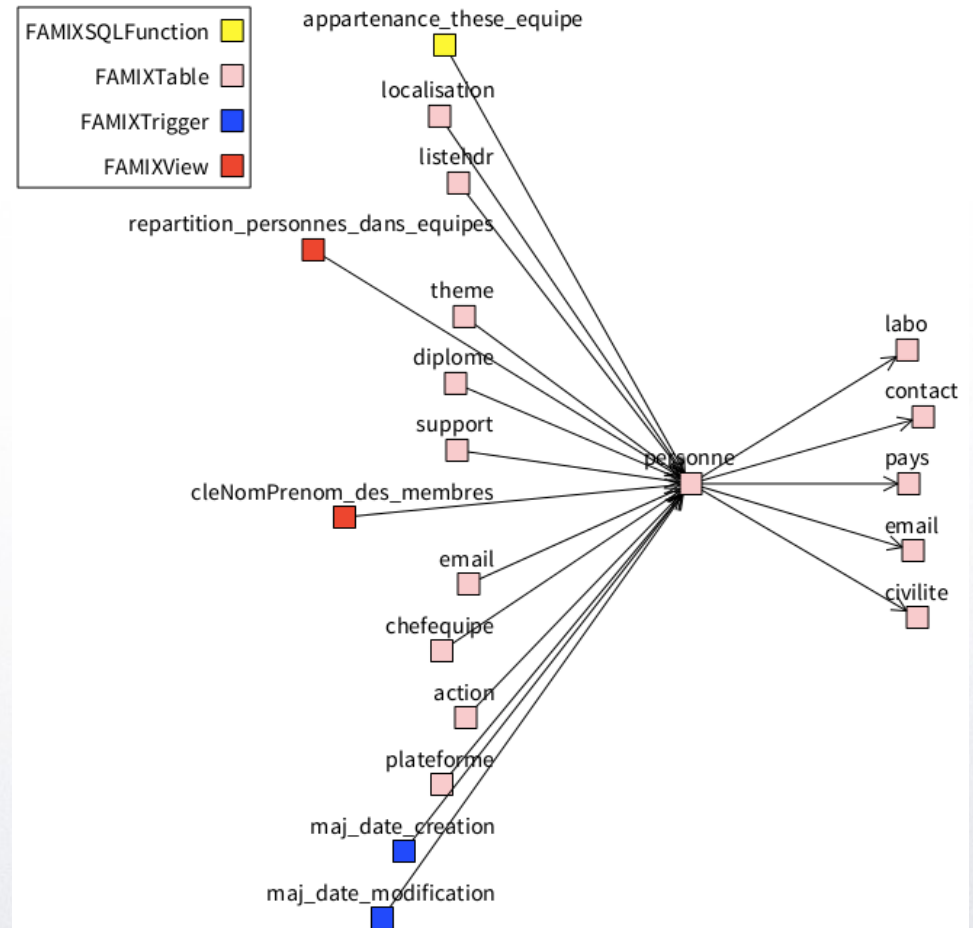 FAMIXSQLFunction
FAMIXTable
FAMIXTrigger
FAMIXView
appartenance_these_equipe
localisation
listehdr
repartition_personnes_dans_equipes
theme
diplome
support
cleNomPrenom_des_membres
email
chefequipe
action
plateforme
maj_date_creation
maj_date_modification
personne
labo
contact
pays
email
civilite